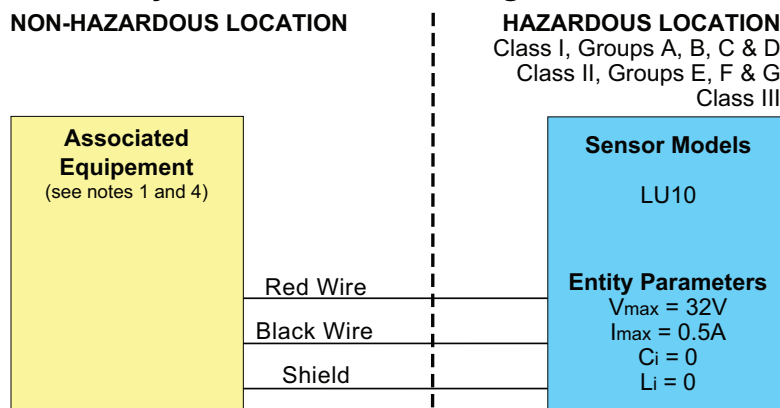 NON-HAZARDOUS LOCATION
HAZARDOUS LOCATION
Class I, Groups A, B, C & D
Class II, Groups E, F & G
Class III
Associated
Equipement
(see notes 1 and 4)
Sensor Models
LU10
Red Wire
Black Wire
Shield
Entity Parameters
Vmax = 32V
Imax = 0.5A
Ci = 0
Li = 0